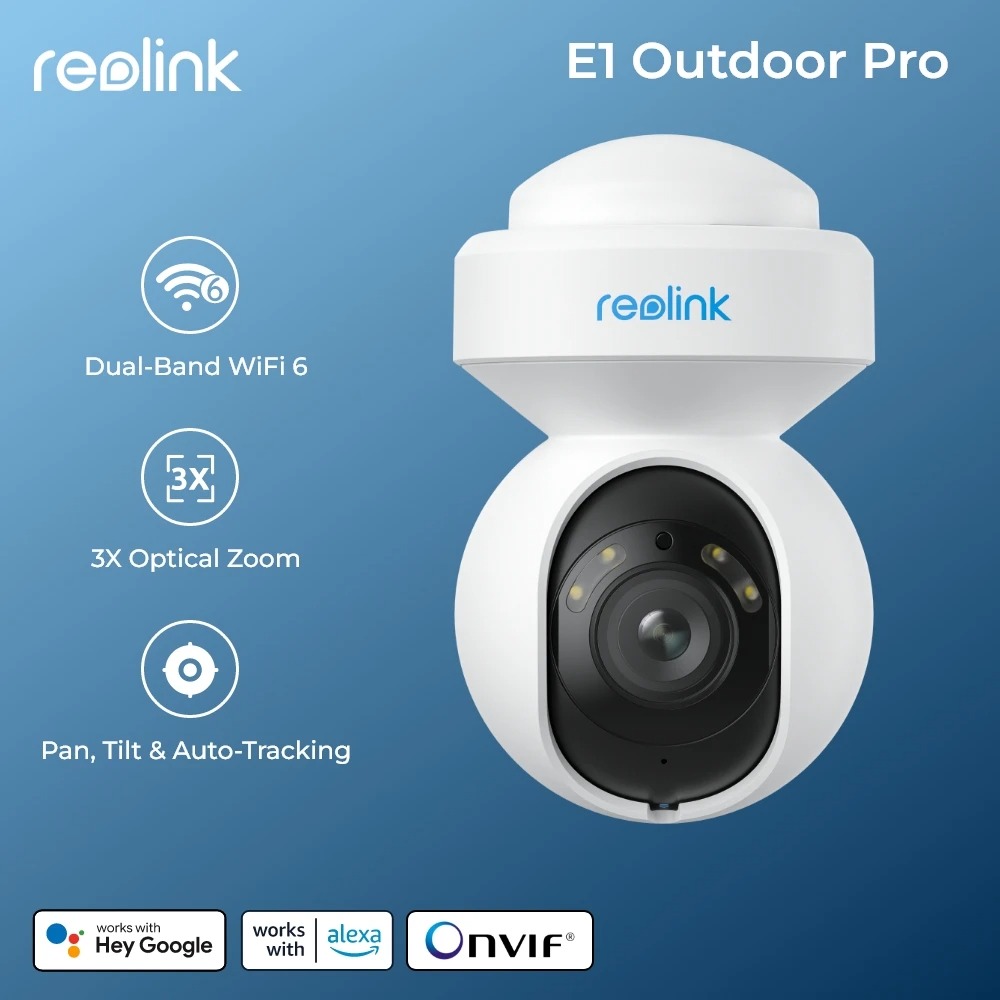 reolink
E1 Outdoor Pro
reolink
6
Dual-Band WiFi 6
3X
3X Optical Zoom
Pan, Tilt & Auto-Tracking
works with
Hey Google
works
with
alexa
ONVIF®